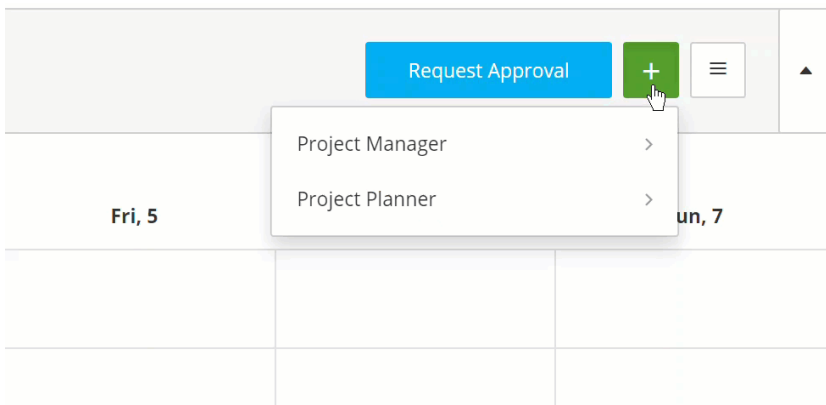 Request Approval +
Project Manager
Project Planner
Fri, 5
un, 7